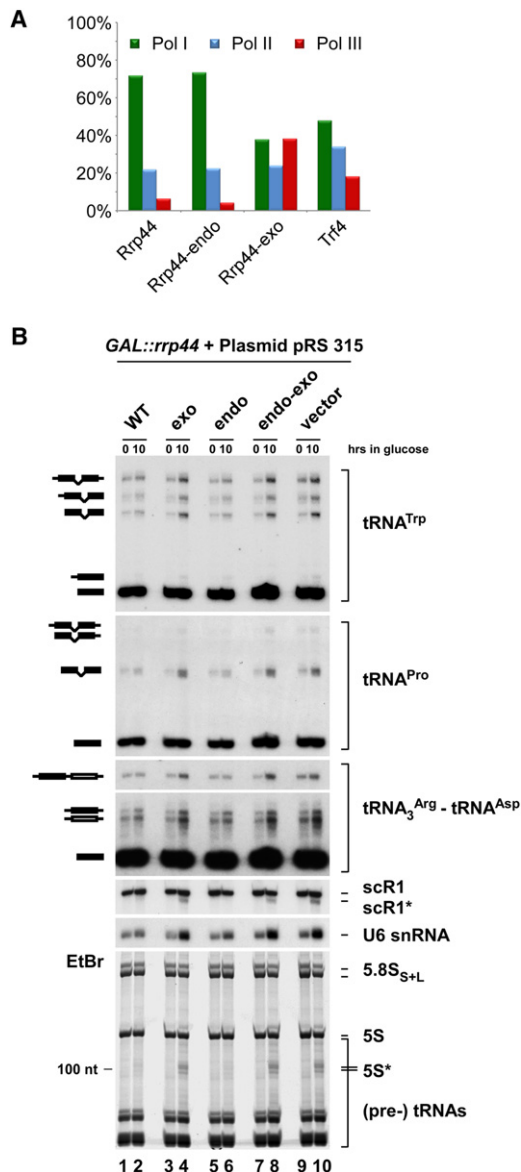 A
100%
80%
60%
40%
20%
0%
Pol I Pol II Pol III
Rrp44
Rrp44-endo
Rrp44-exo
Trf4
B
GAL::rrp44 + Plasmid pRS 315
WT exo endo endo-exo vector
0 10 0 10 0 10 0 10 0 10 hrs in glucose
tRNATrp
tRNAPro
tRNA3Arg - tRNAAsp
scR1
scR1*
U6 snRNA
EtBr
5.8SS+L
5S
100 nt
5S*
(pre-) tRNAs
1 2 3 4 5 6 7 8 9 10